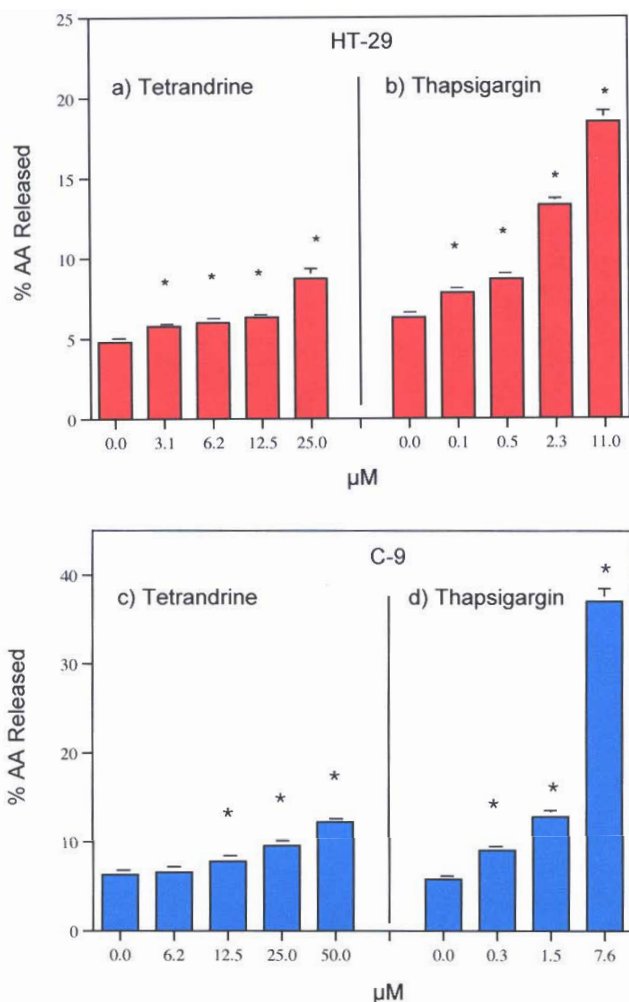 HT-29
a) Tetrandrine
b) Thapsigargin
% AA Released
25
20
15
10
5
0
* * * * * * * *
0.0 3.1 6.2 12.5 25.0 0.0 0.1 0.5 2.3 11.0
µM
C-9
c) Tetrandrine
d) Thapsigargin
% AA Released
40
30
20
10
0
* * * * * *
0.0 6.2 12.5 25.0 50.0 0.0 0.3 1.5 7.6
µM